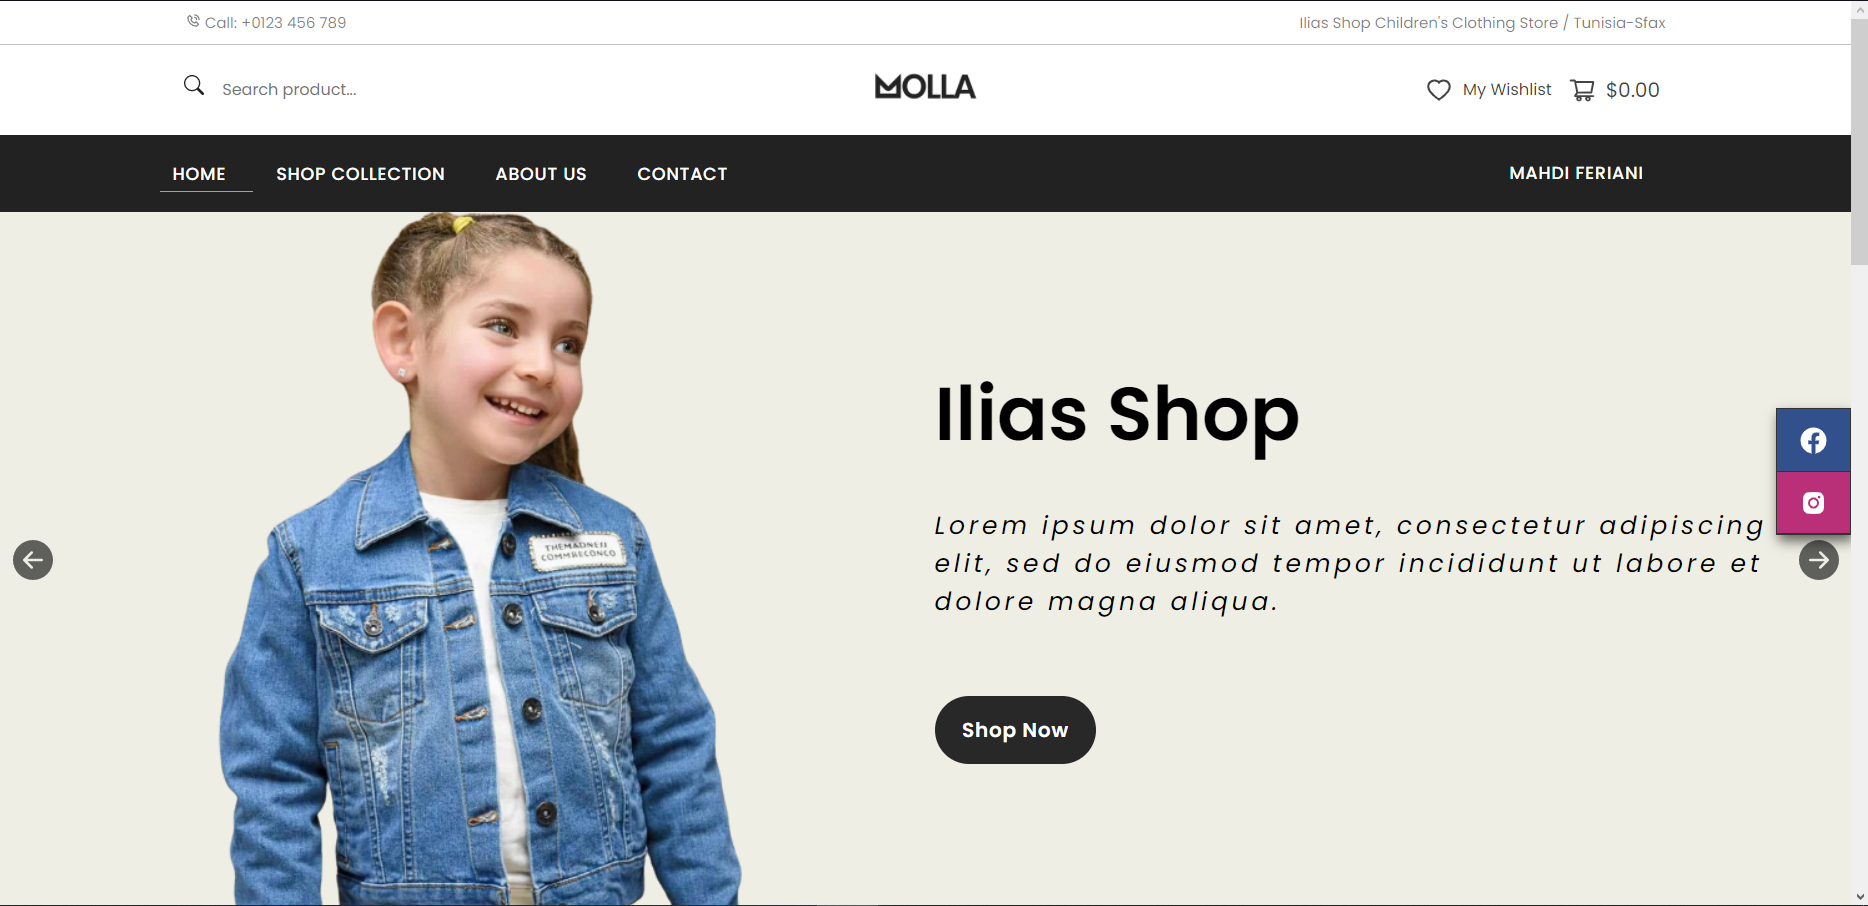 Call: +0123 456 789
Ilias Shop Children's Clothing Store / Tunisia-Sfax
Search product...
MOLLA
My Wishlist
$0.00
HOME
SHOP COLLECTION
ABOUT US
CONTACT
MAHDI FERIANI
Ilias Shop
Lorem ipsum dolor sit amet, consectetur adipiscing
elit, sed do eiusmod tempor incididunt ut labore et
dolore magna aliqua.
Shop Now